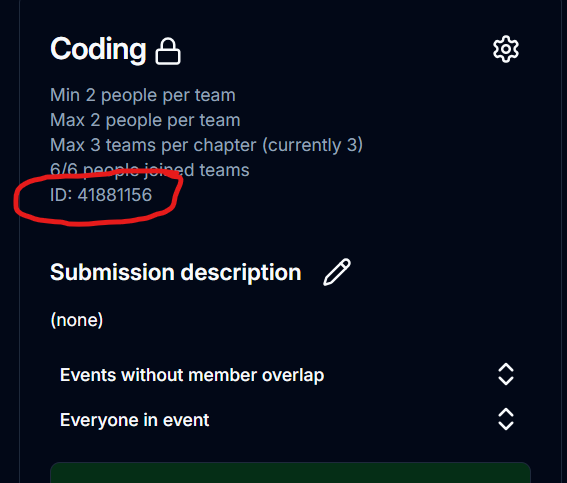 Coding
Min 2 people per team
Max 2 people per team
Max 3 teams per chapter (currently 3)
6/6 people joined teams
ID: 41881156
Submission description
(none)
Events without member overlap
Everyone in event